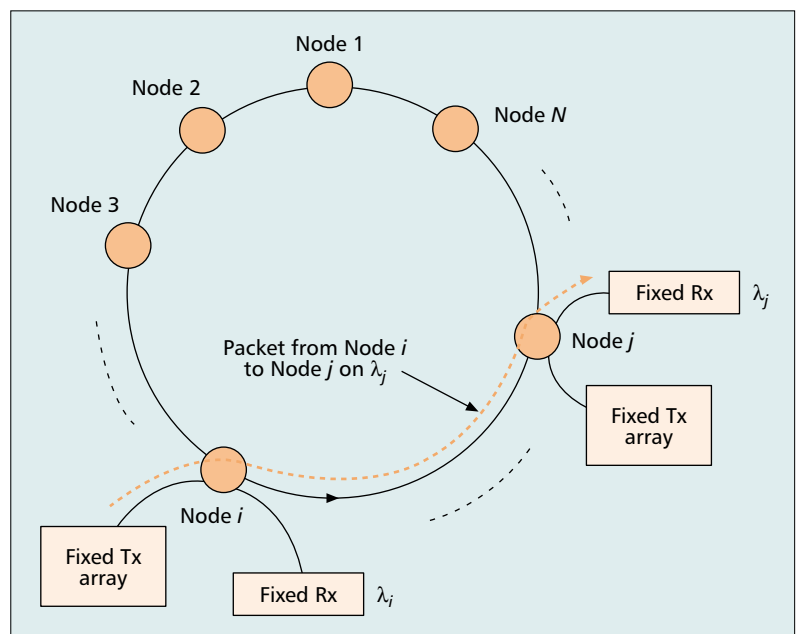 Node 1
Node 2
Node N
Node 3
Fixed Rx
λj
Node j
Packet from Node i
to Node j on λj
Fixed Tx
array
Node i
Fixed Tx
array
Fixed Rx
λi